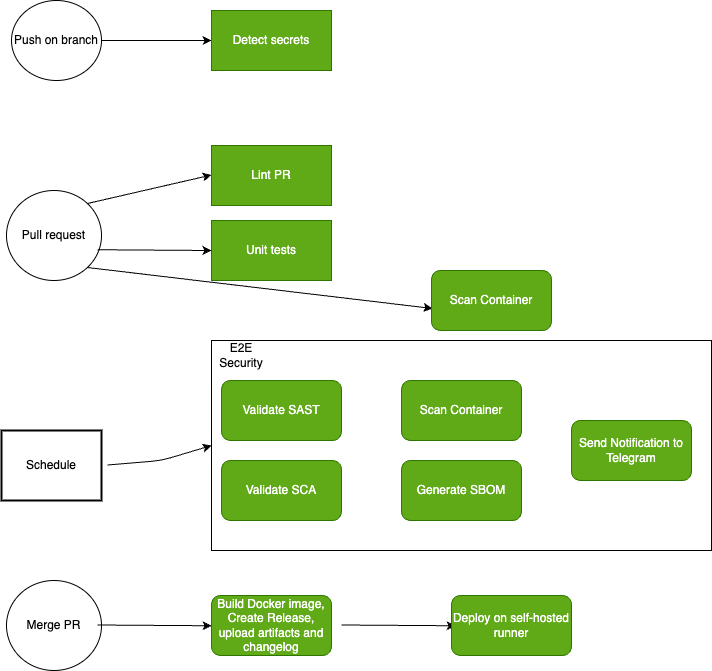 Push on branch
Detect secrets
Lint PR
Pull request
Unit tests
Scan Container
E2E
Security
Validate SAST
Scan Container
Send Notification to
Telegram
Schedule
Validate SCA
Generate SBOM
Merge PR
Build Docker image,
Create Release,
upload artifacts and
changelog
Deploy on self-hosted
runner